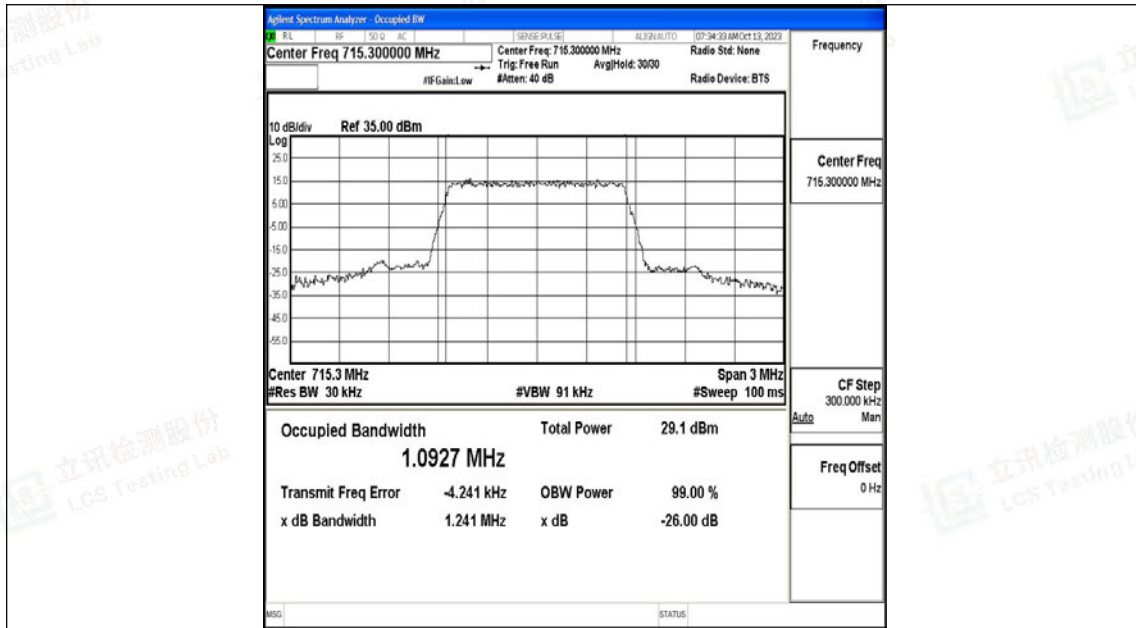 Agilent Spectrum Analyzer - Occupied BW
RL RF 50 Ω AC SENSE:PULSE ALIGNAUTO 07:34:33 AM Oct 13, 2023
Center Freq 715.300000 MHz
Center Freq: 715.300000 MHz
Radio Std: None
Trig: Free Run Avg|Hold: 30/30
#IFGain:Low
#Atten: 40 dB
Radio Device: BTS
Frequency
10 dB/div Ref 35.00 dBm
Log
25.0
15.0
5.00
-5.00
-15.0
-25.0
-35.0
-45.0
-55.0
Center 715.3 MHz Span 3 MHz
#Res BW 30 kHz #VBW 91 kHz #Sweep 100 ms
Occupied Bandwidth Total Power 29.1 dBm
1.0927 MHz
Transmit Freq Error -4.241 kHz OBW Power 99.00 %
x dB Bandwidth 1.241 MHz x dB -26.00 dB
MSG STATUS
Center Freq
715.300000 MHz
CF Step
300.000 kHz
Auto Man
Freq Offset
0 Hz
立讯检测股份
LCS Testing Lab
立讯检测股份